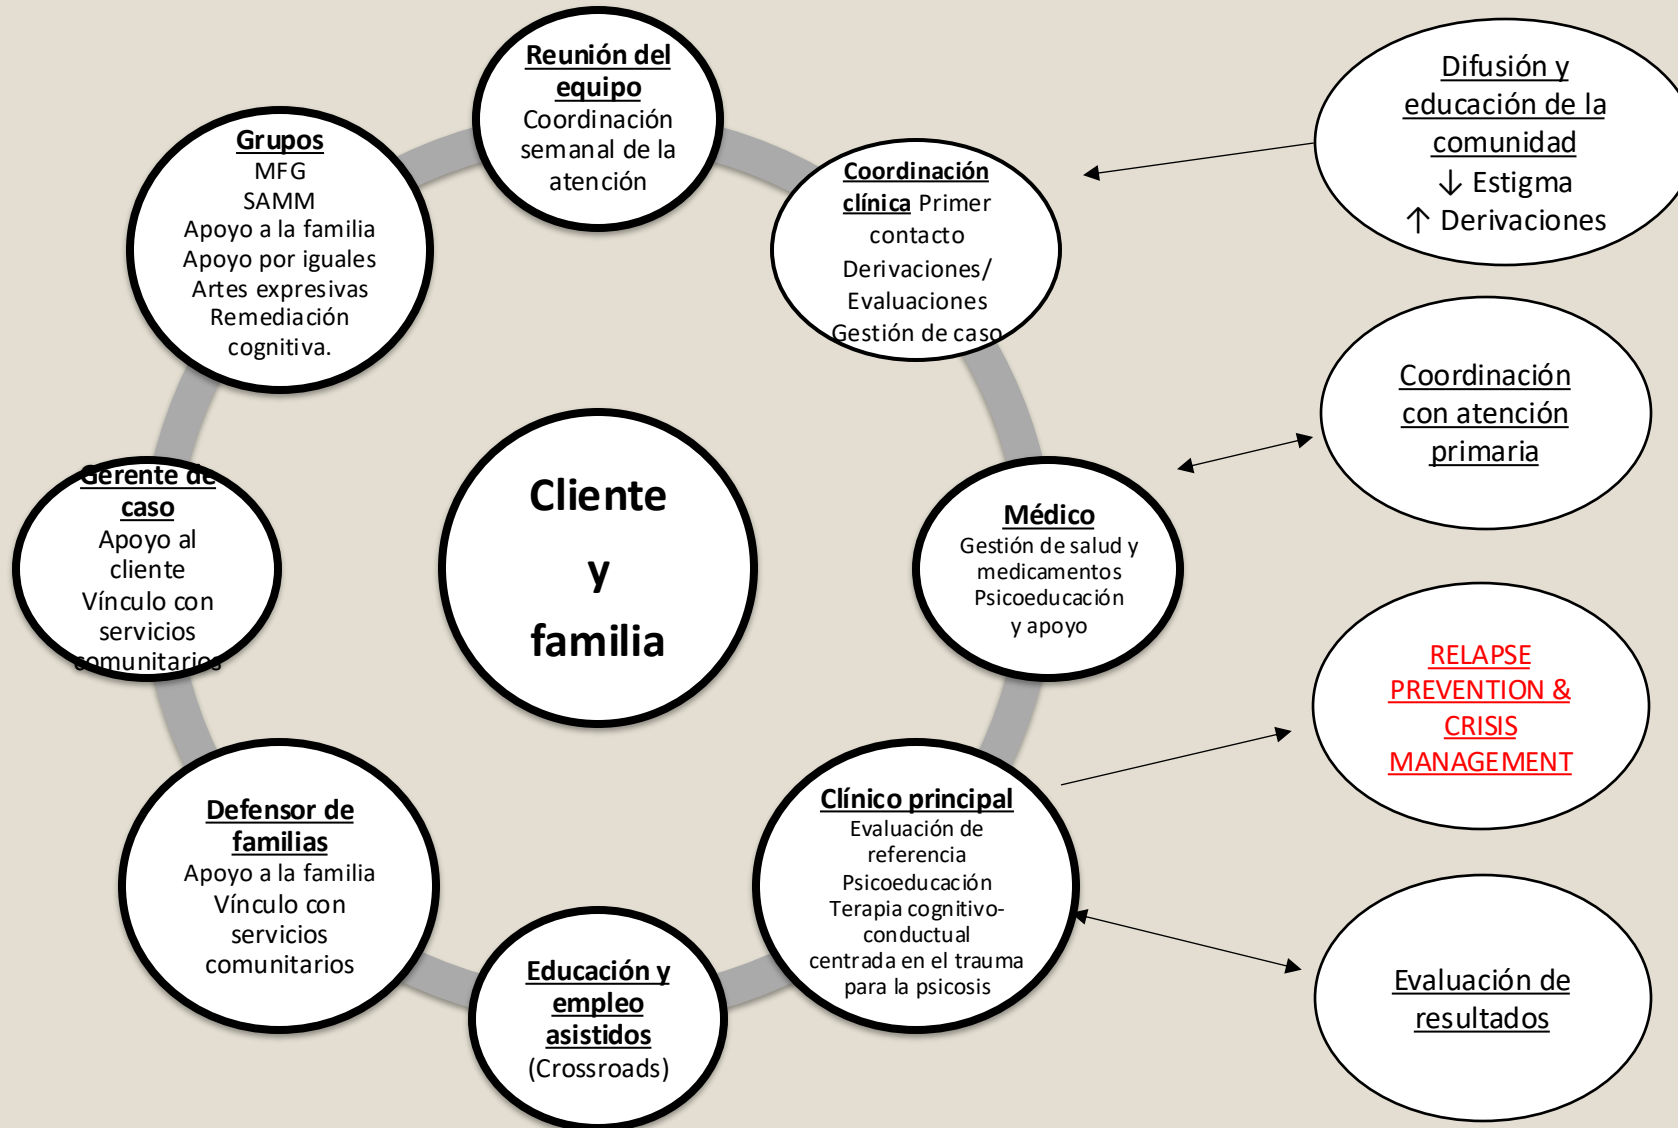 Reunión del
equipo
Coordinación
semanal de la
atención
Grupos
MFG
SAMM
Apoyo a la familia
Apoyo por iguales
Artes expresivas
Remediación
cognitiva.
Coordinación
clínica Primer
contacto
Derivaciones/
Evaluaciones
Gestión de caso
Difusión y
educación de la
comunidad
↓ Estigma
↑ Derivaciones
Coordinación
con atención
primaria
Gerente de
caso
Apoyo al
cliente
Vínculo con
servicios
comunitarios
Cliente
y
familia
Médico
Gestión de salud y
medicamentos
Psicoeducación
y apoyo
RELAPSE
PREVENTION &
CRISIS
MANAGEMENT
Defensor de
familias
Apoyo a la familia
Vínculo con
servicios
comunitarios
Educación y
empleo
asistidos
(Crossroads)
Clínico principal
Evaluación de
referencia
Psicoeducación
Terapia cognitivo-
conductual
centrada en el trauma
para la psicosis
Evaluación de
resultados